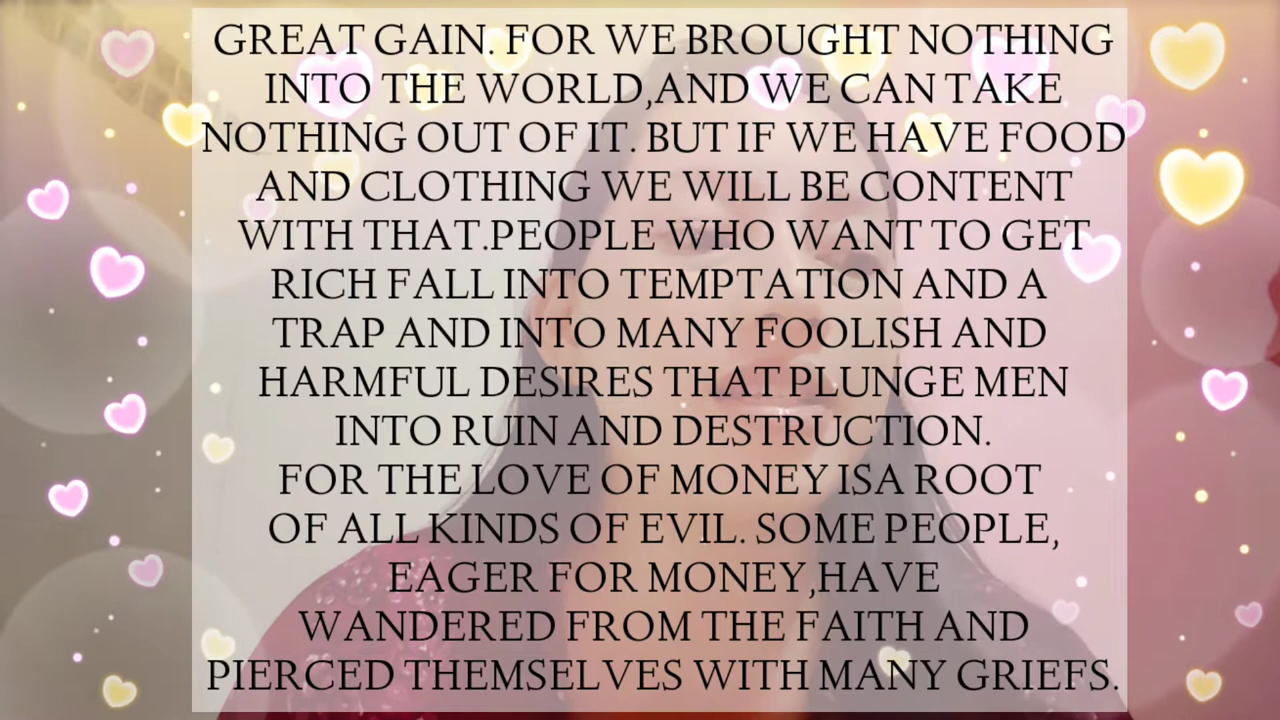 GREAT GAIN. FOR WE BROUGHT NOTHING
INTO THE WORLD,AND WE CAN TAKE
NOTHING OUT OF IT. BUT IF WE HAVE FOOD
AND CLOTHING WE WILL BE CONTENT
WITH THAT.PEOPLE WHO WANT TO GET
RICH FALL INTO TEMPTATION AND A
TRAP AND INTO MANY FOOLISH AND
HARMFUL DESIRES THAT PLUNGE MEN
INTO RUIN AND DESTRUCTION.
FOR THE LOVE OF MONEY ISA ROOT
OF ALL KINDS OF EVIL. SOME PEOPLE,
EAGER FOR MONEY,HAVE
WANDERED FROM THE FAITH AND
PIERCED THEMSELVES WITH MANY GRIEFS.